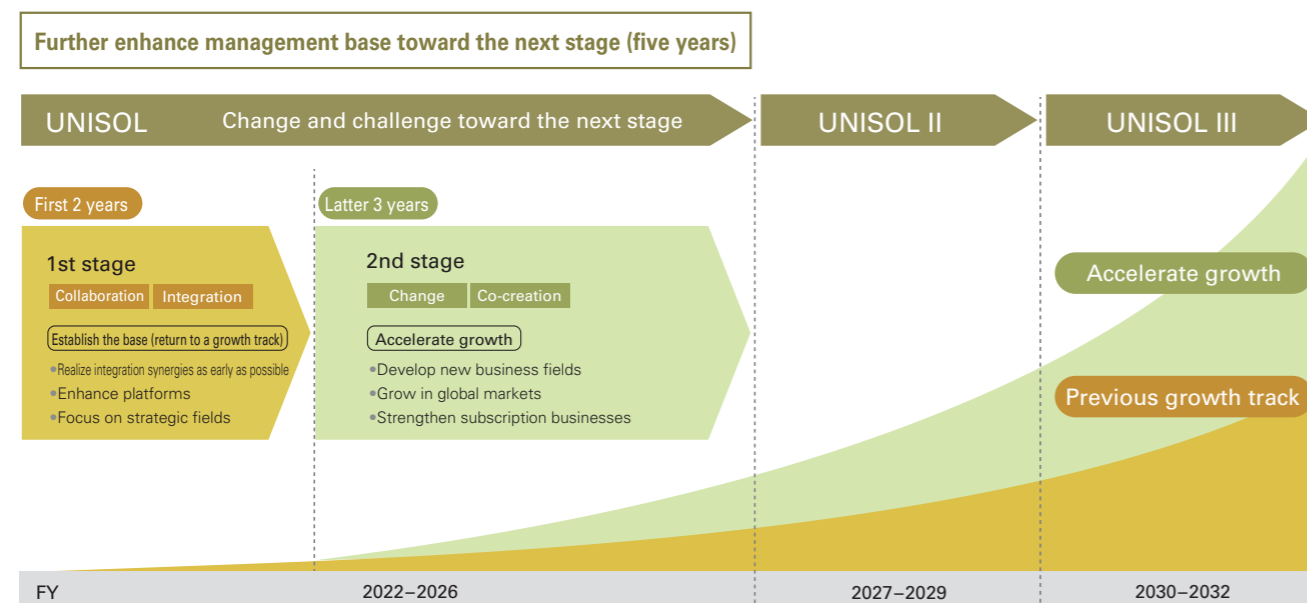 Further enhance management base toward the next stage (five years)
UNISOL Change and challenge toward the next stage
UNISOL II
UNISOL III
First 2 years
1st stage
Collaboration Integration
Establish the base (return to a growth track)
•Realize integration synergies as early as possible
•Enhance platforms
•Focus on strategic fields
Latter 3 years
2nd stage
Change Co-creation
Accelerate growth
•Develop new business fields
•Grow in global markets
•Strengthen subscription businesses
Accelerate growth
Previous growth track
FY 2022–2026 2027–2029 2030–2032